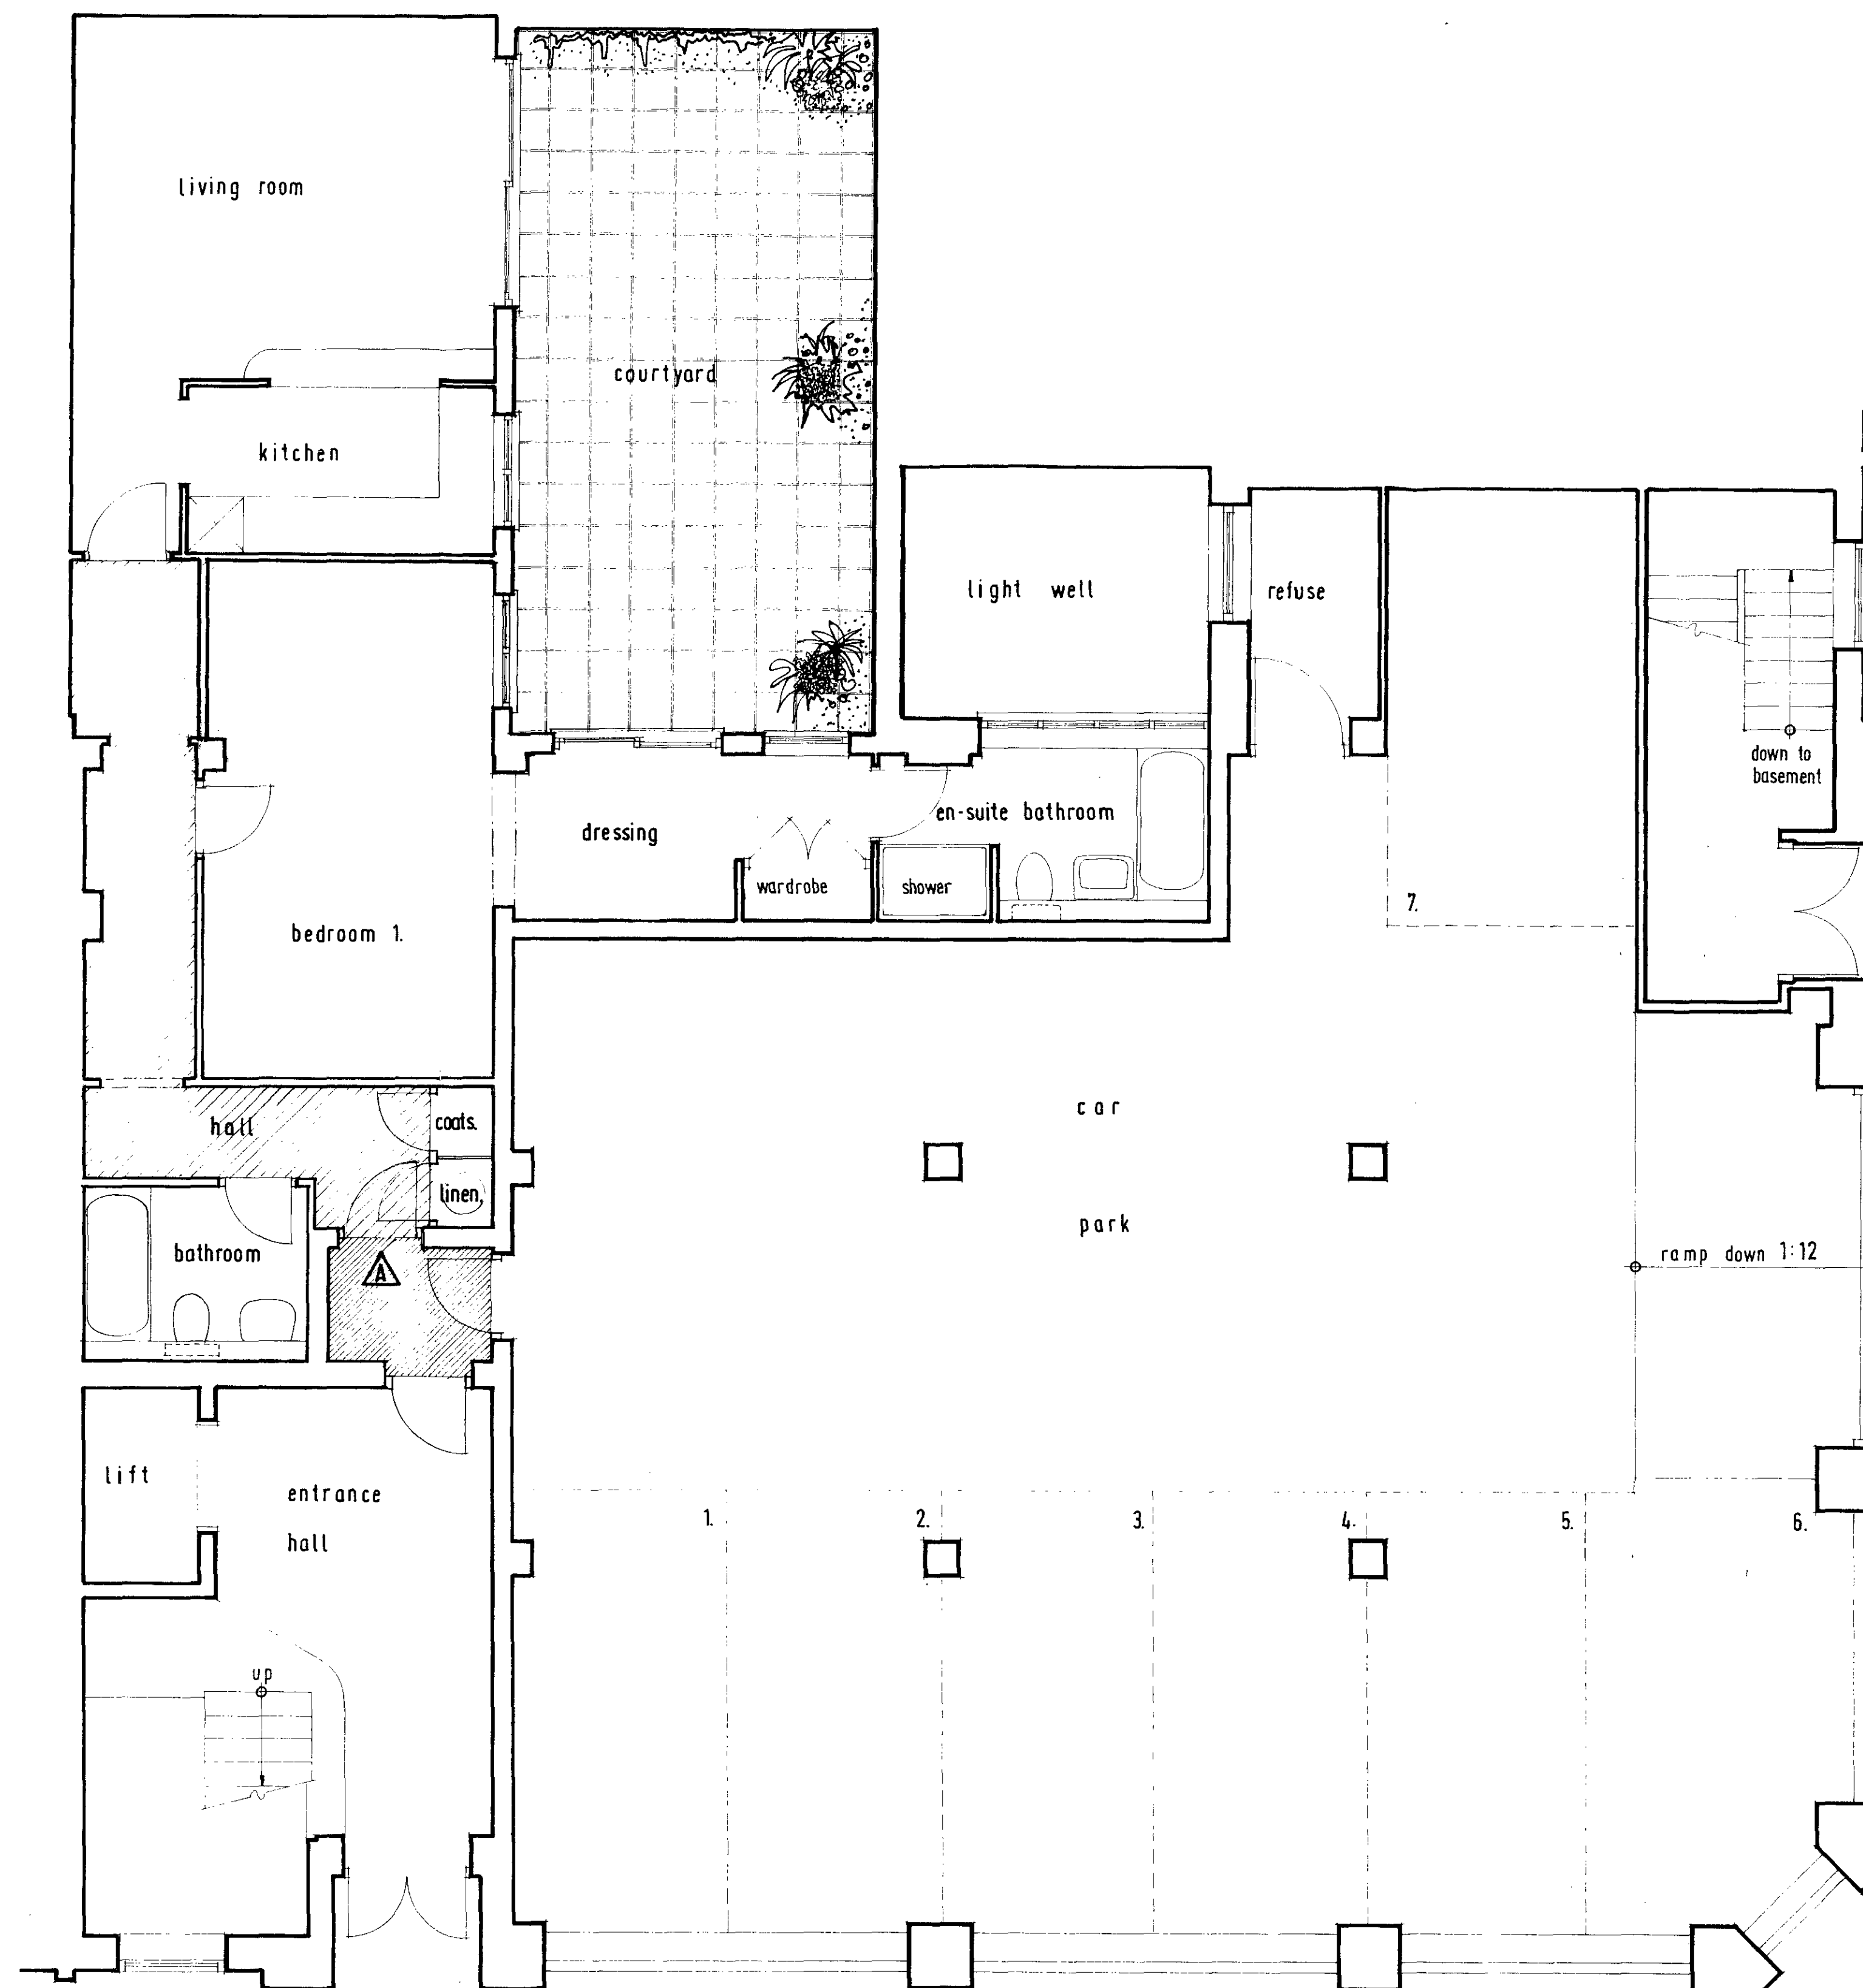 living room
courtyard
kitchen
light well
refuse
down to
basement
dressing
en-suite bathroom
wardrobe
shower
7.
bedroom 1.
car
hall
coats.
linen,
park
bathroom
A
ramp down 1:12
lift
entrance
hall
1.
2.
3.
4.
5.
6.
up